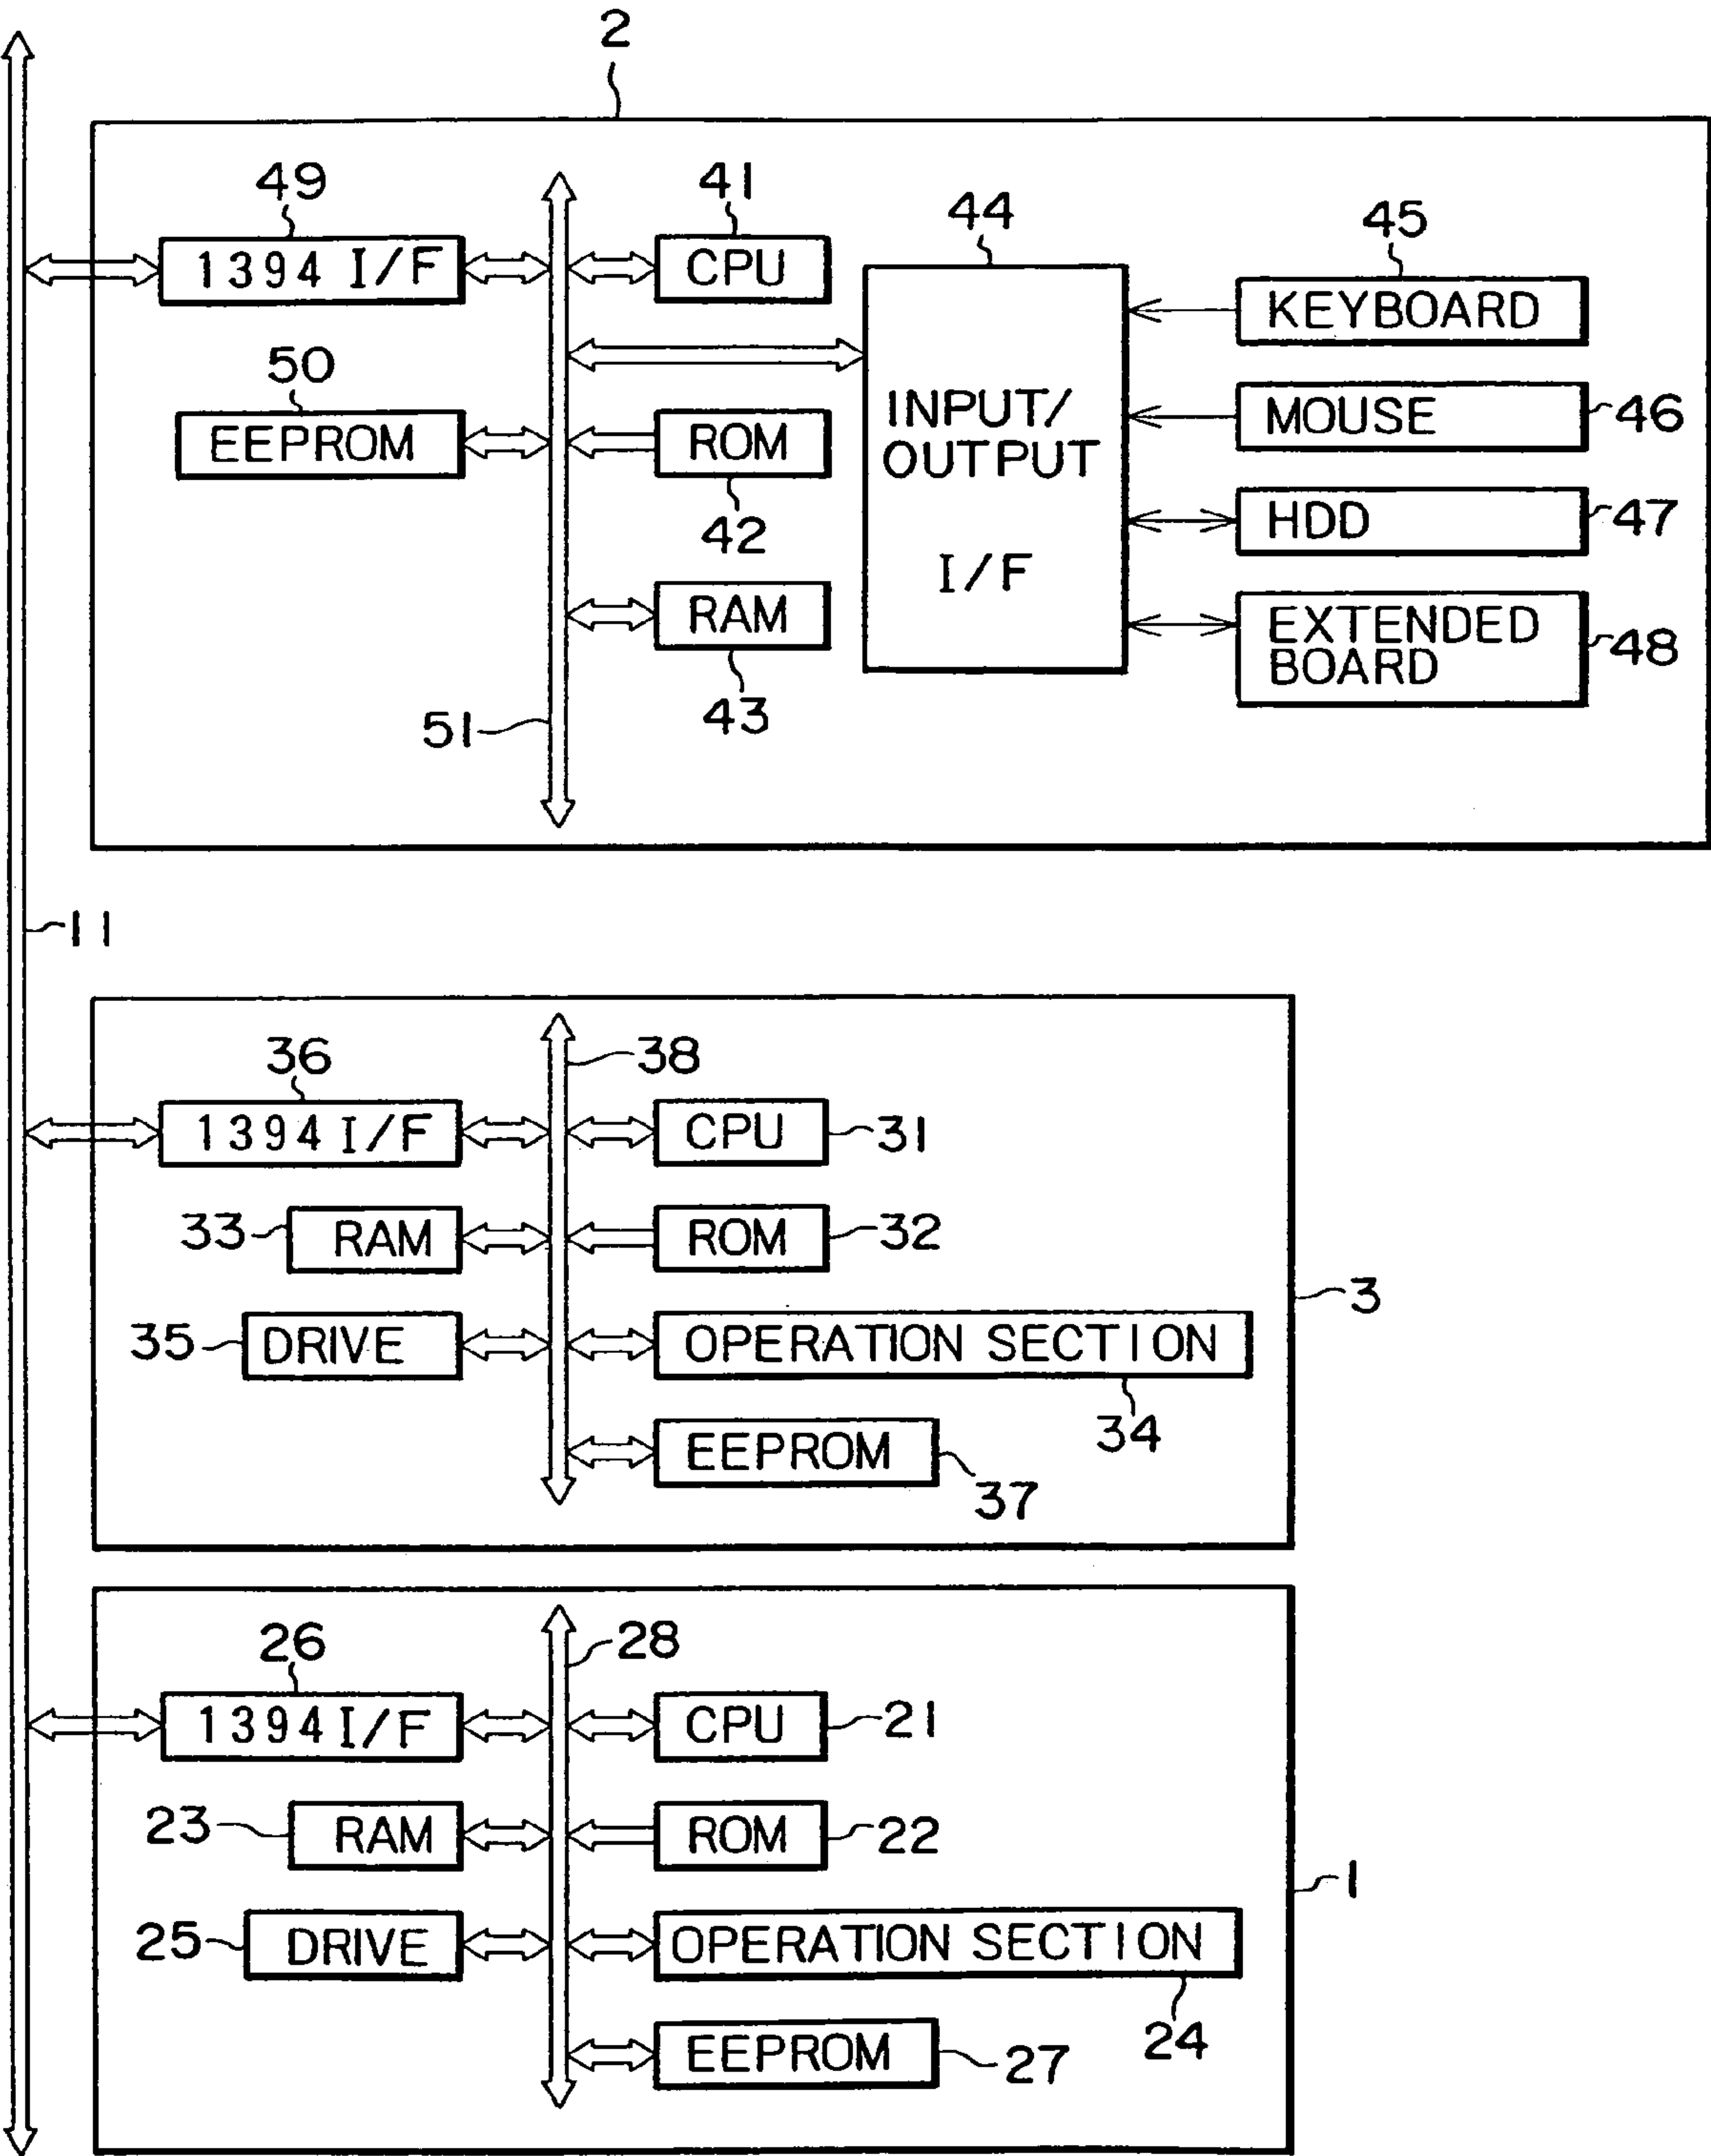 2
49
1394 I/F
41
CPU
44
INPUT/
OUTPUT
I/F
45
KEYBOARD
50
EEPROM
ROM
42
MOUSE
46
HDD
47
RAM
43
EXTENDED
BOARD
48
51
11
36
1394 I/F
38
CPU
31
33
RAM
ROM
32
3
35
DRIVE
OPERATION SECTION
34
EEPROM
37
26
1394 I/F
28
CPU
21
23
RAM
ROM
22
1
25
DRIVE
OPERATION SECTION
24
EEPROM
27